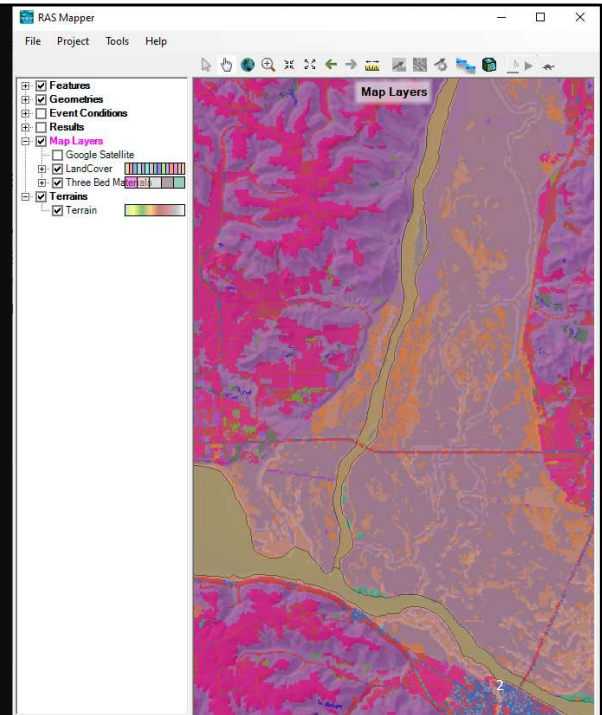 RAS Mapper
File Project Tools Help
Map Layers
Features
Geometries
Event Conditions
Results
Map Layers
Google Satellite
LandCover
Three Bed Materials
Terrains
Terrain
2